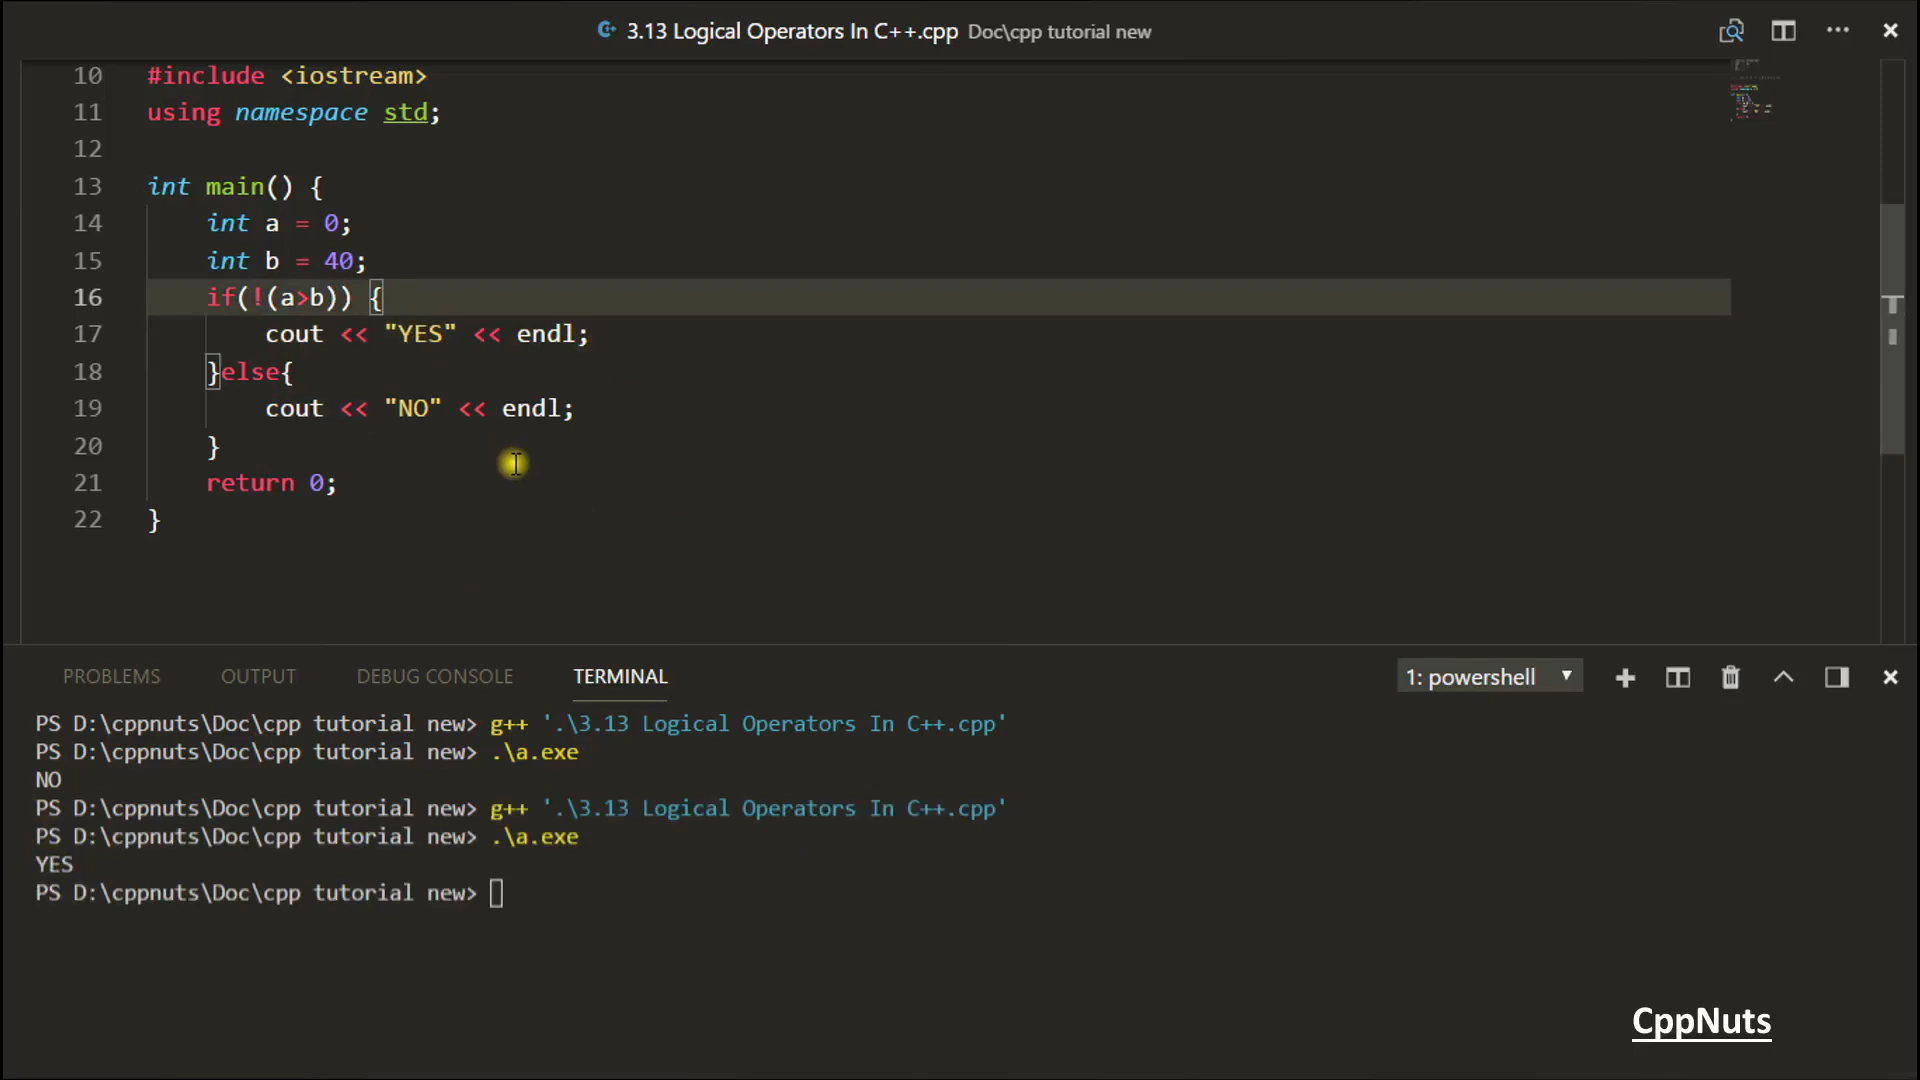 3.13 Logical Operators In C++.cpp Doc\cpp tutorial new
10 #include <iostream>
11 using namespace std;
12
13 int main() {
14 int a = 0;
15 int b = 40;
16 if(!(a>b)) {
17 cout << "YES" << endl;
18 }else{
19 cout << "NO" << endl;
20 }
21 return 0;
22 }
PROBLEMS OUTPUT DEBUG CONSOLE TERMINAL 1: powershell
PS D:\cppnuts\Doc\cpp tutorial new> g++ '.\3.13 Logical Operators In C++.cpp'
PS D:\cppnuts\Doc\cpp tutorial new> .\a.exe
NO
PS D:\cppnuts\Doc\cpp tutorial new> g++ '.\3.13 Logical Operators In C++.cpp'
PS D:\cppnuts\Doc\cpp tutorial new> .\a.exe
YES
PS D:\cppnuts\Doc\cpp tutorial new>
CppNuts